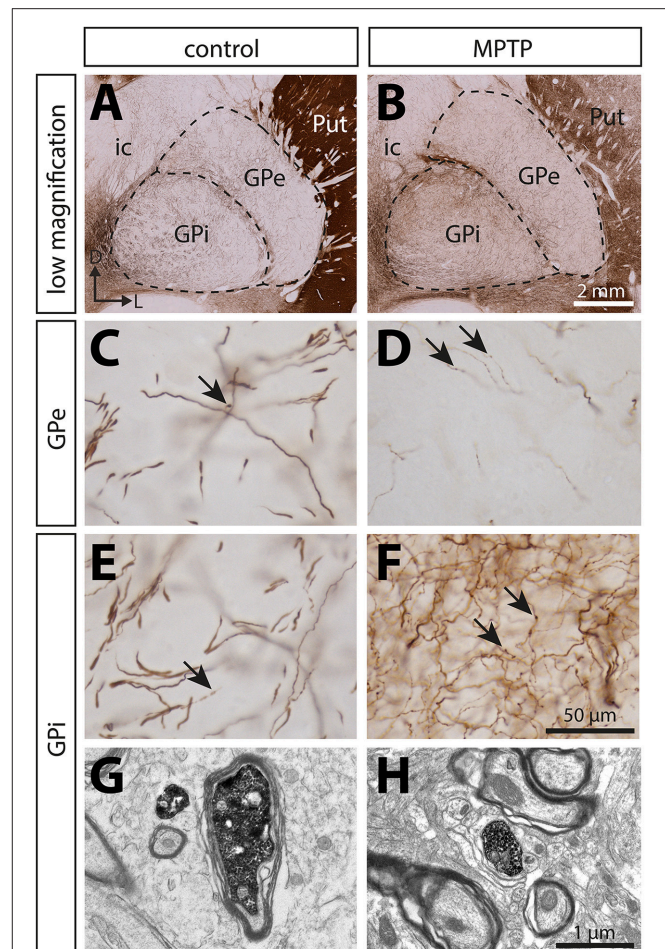 control
MPTP
low magnification
A
Put
ic
GPe
GPi
D
L
B
Put
ic
GPe
GPi
2 mm
GPe
C
D
GPi
E
F
50 µm
G
H
1 µm